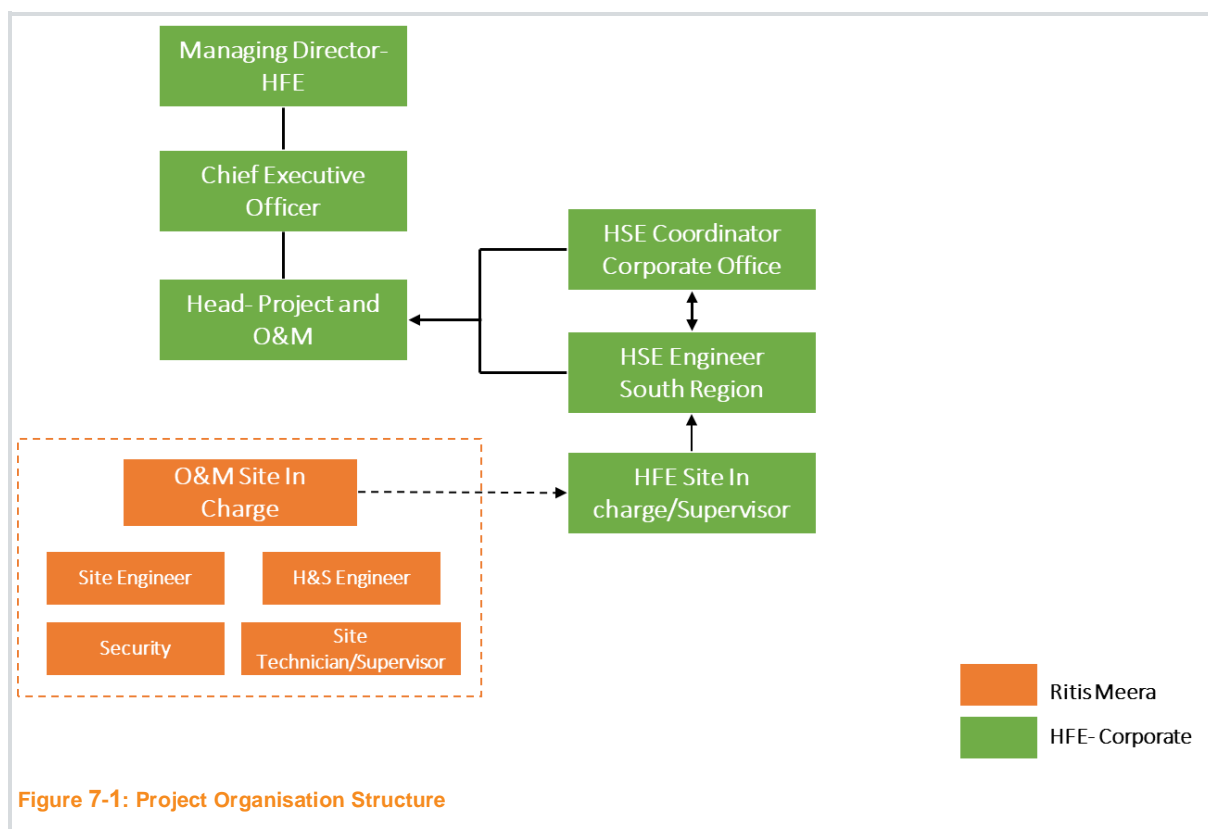 Managing Director-
HFE
Chief Executive
Officer
Head- Project and
O&M
HSE Coordinator
Corporate Office
HSE Engineer
South Region
HFE Site In
charge/Supervisor
O&M Site In
Charge
Site Engineer
H&S Engineer
Security
Site
Technician/Supervisor
Ritis Meera
HFE- Corporate
Figure 7-1: Project Organisation Structure